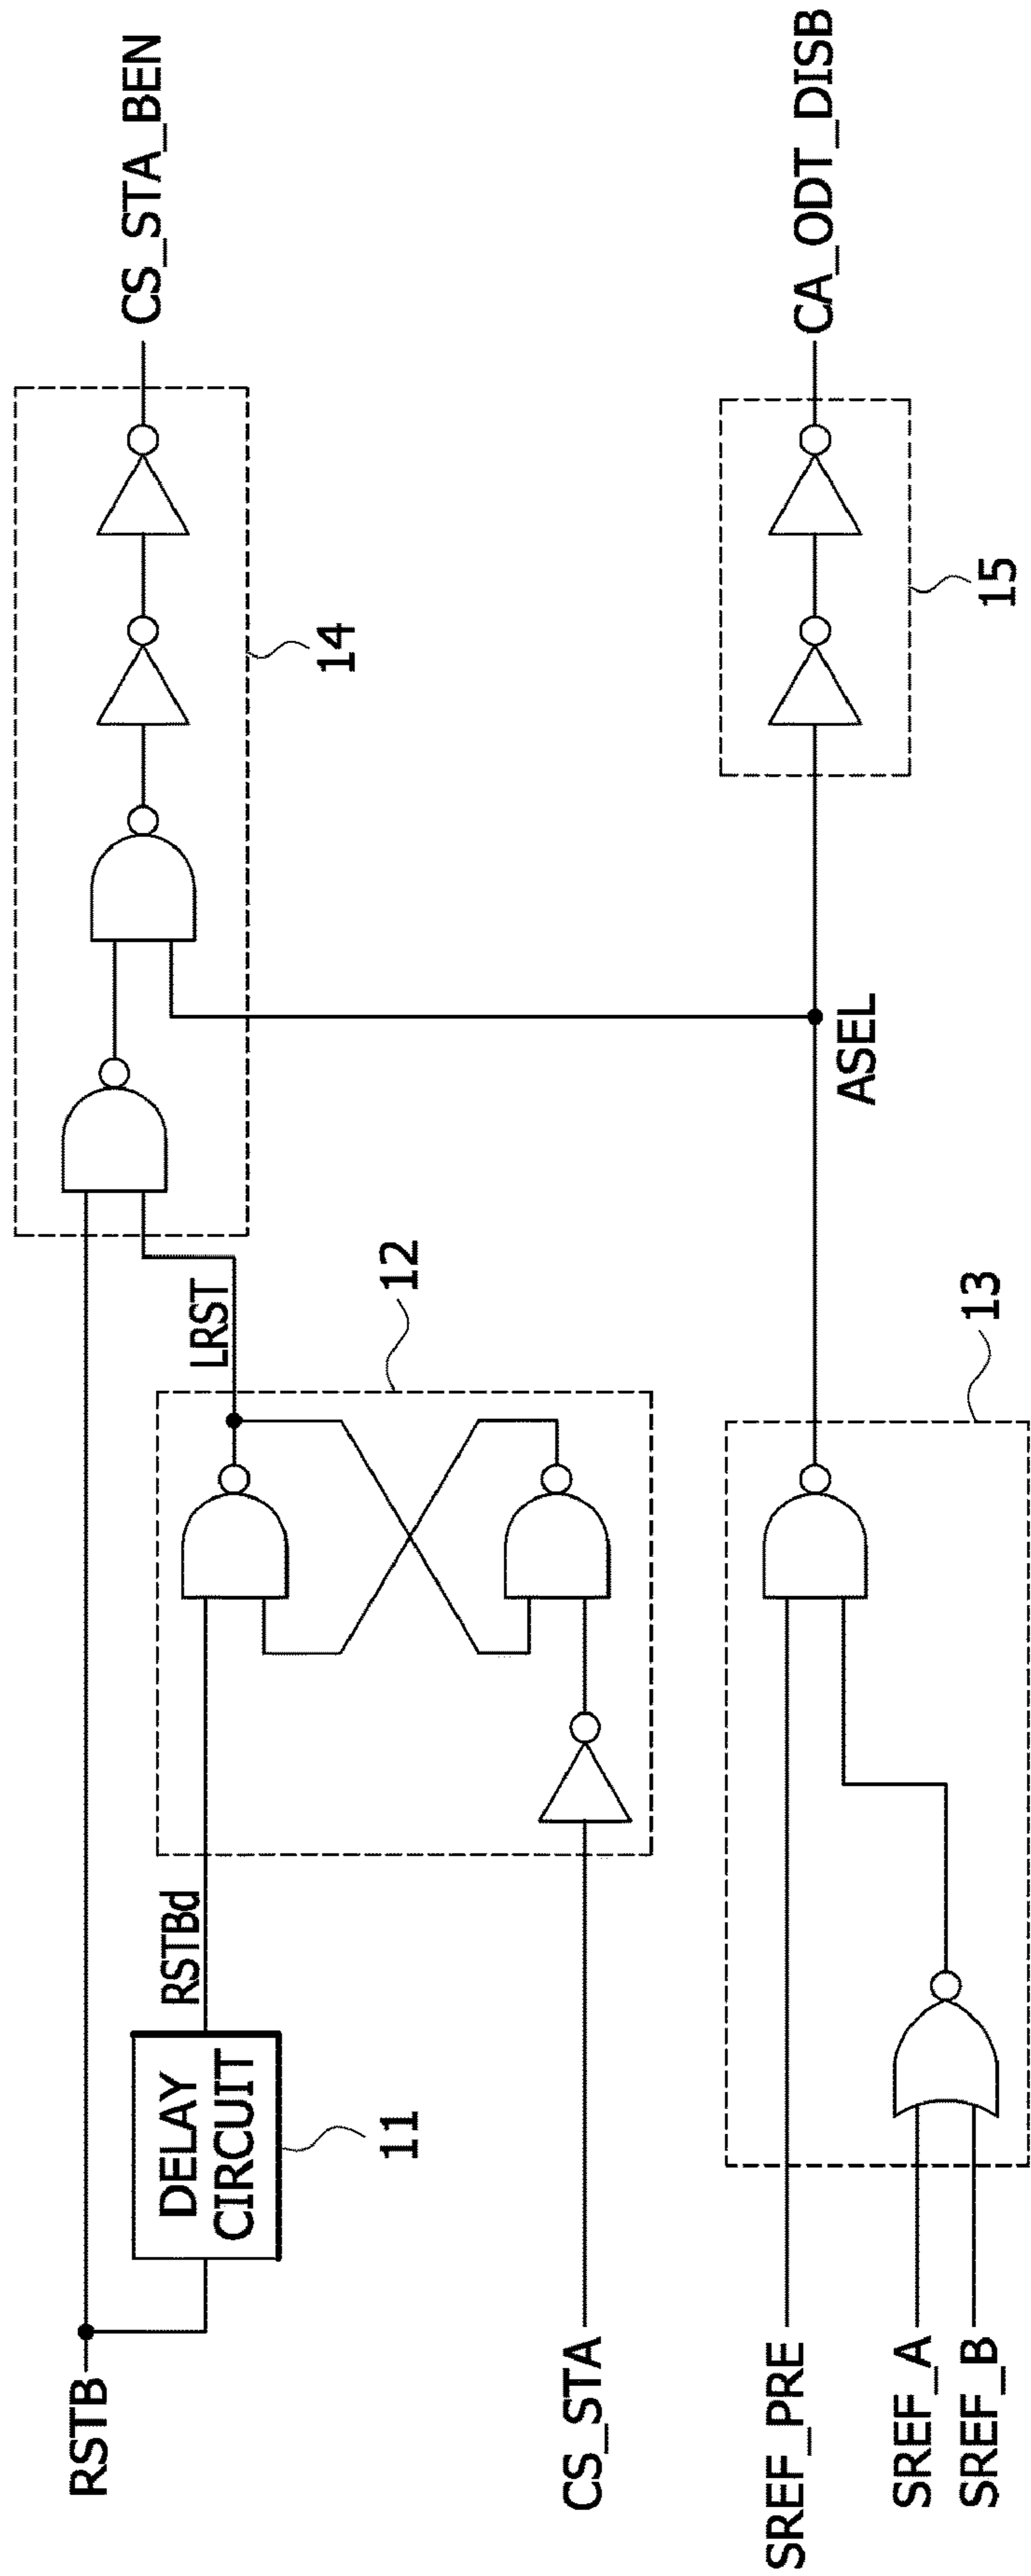 RSTB
DELAY
CIRCUIT
11
RSTBd
12
LRST
14
CS_STA_BEN
CS_STA
SREF_PRE
SREF_A
SREF_B
13
ASEL
15
CA_ODT_DISB